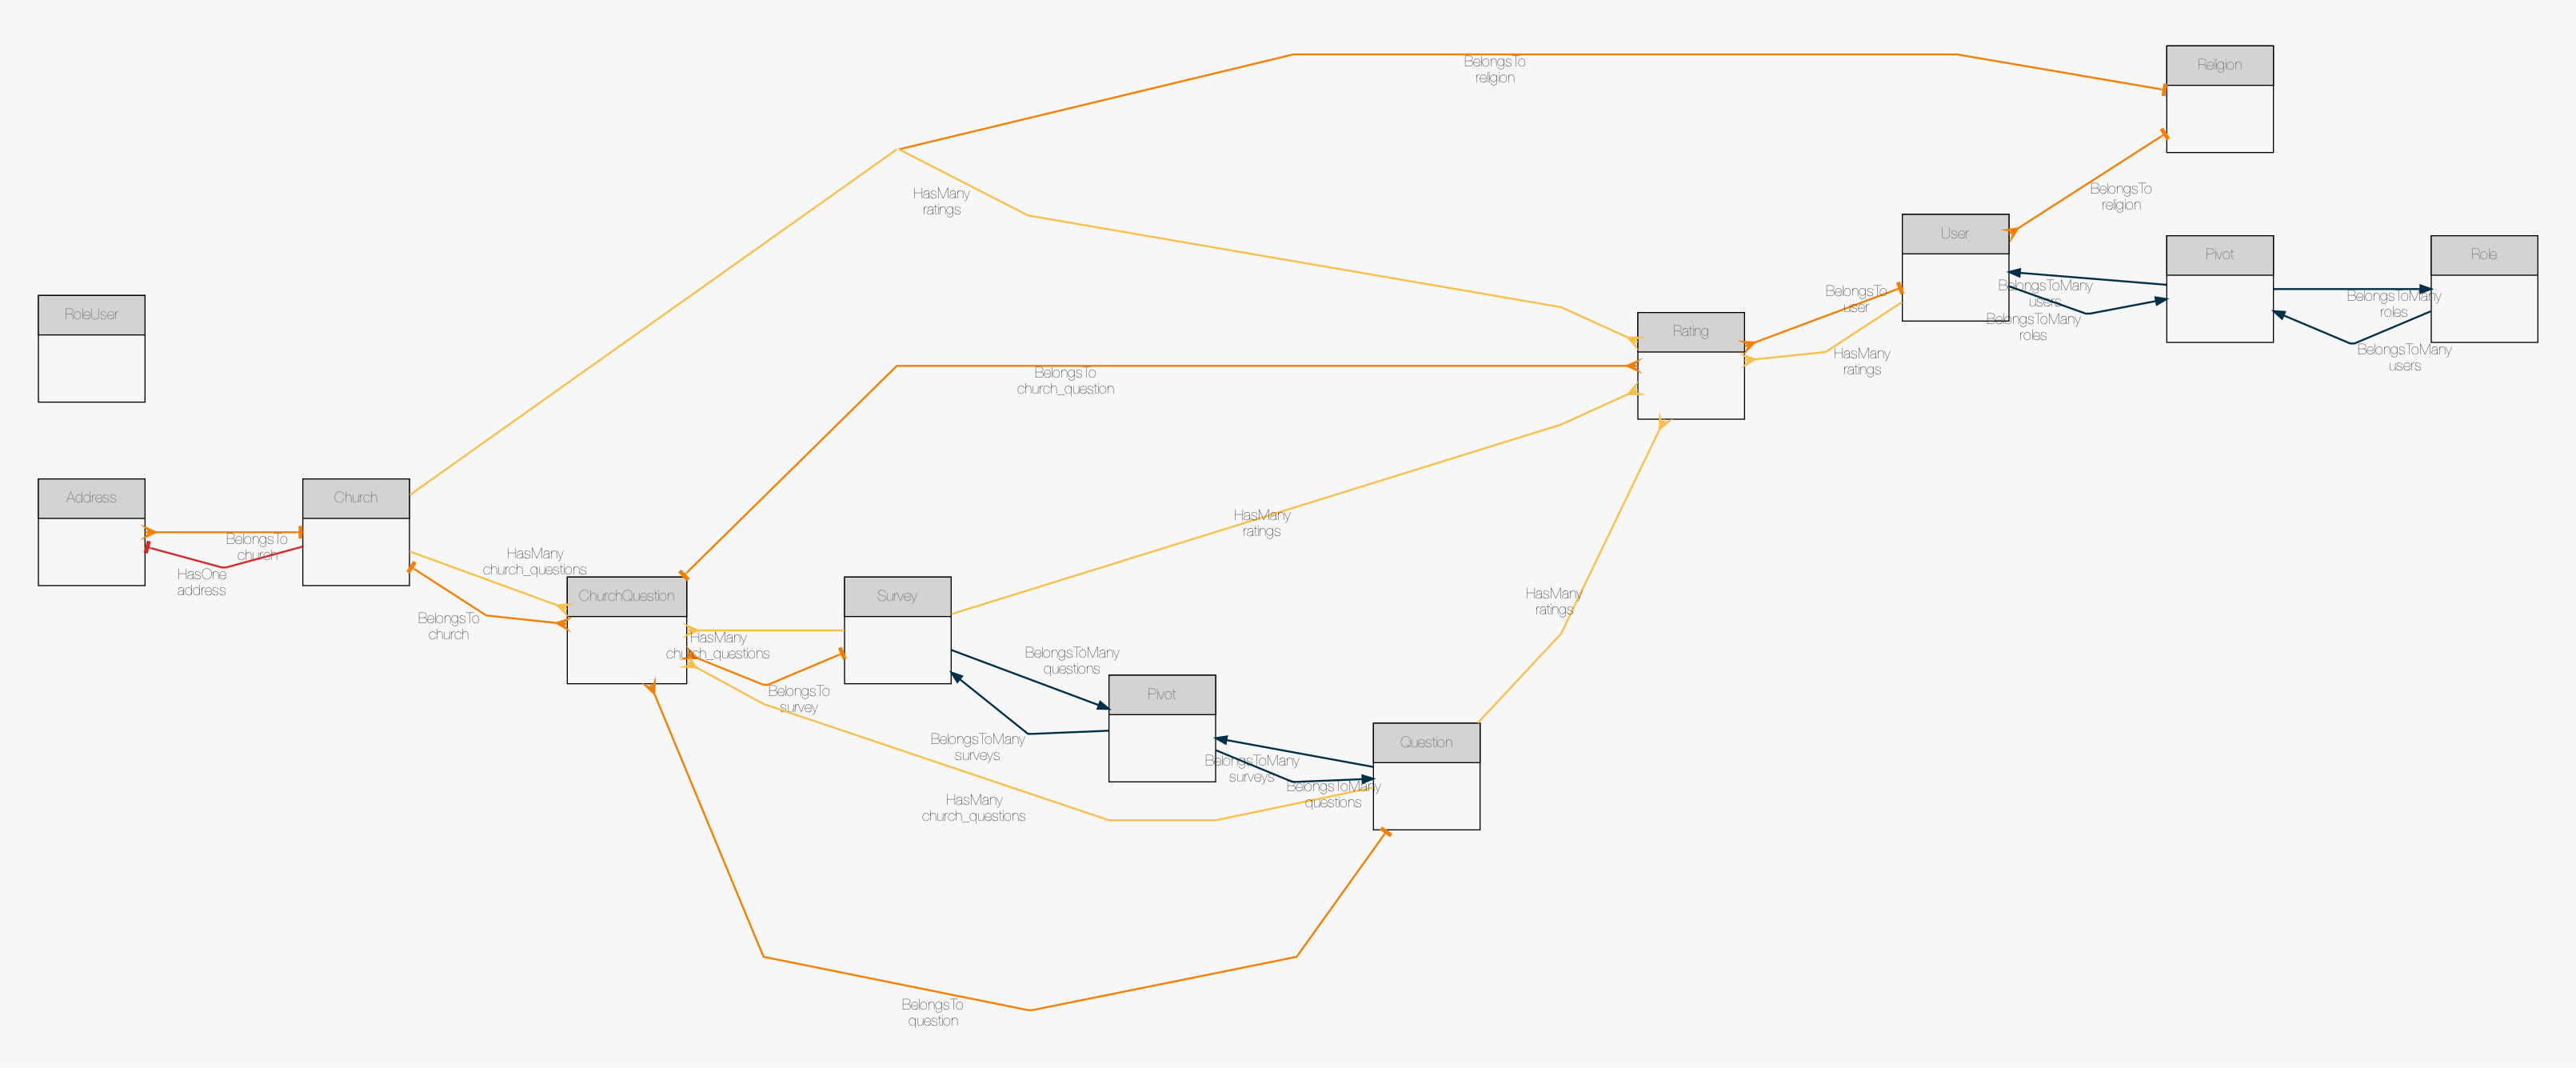 BelongsTo
religion
Religion
HasMany
ratings
BelongsTo
religion
User
Pivot
Role
RoleUser
BelongsTo
user
BelongsToMany
users
BelongsToMany
roles
BelongsToMany
roles
Rating
HasMany
ratings
BelongsToMany
users
BelongsTo
church_question
Address
Church
HasMany
ratings
BelongsTo
church
HasOne
address
HasMany
church_questions
ChurchQuestion
Survey
HasMany
ratings
BelongsTo
church
HasMany
church_questions
BelongsToMany
questions
BelongsTo
survey
Pivot
BelongsToMany
surveys
Question
BelongsToMany
surveys
BelongsToMany
questions
HasMany
church_questions
BelongsTo
question